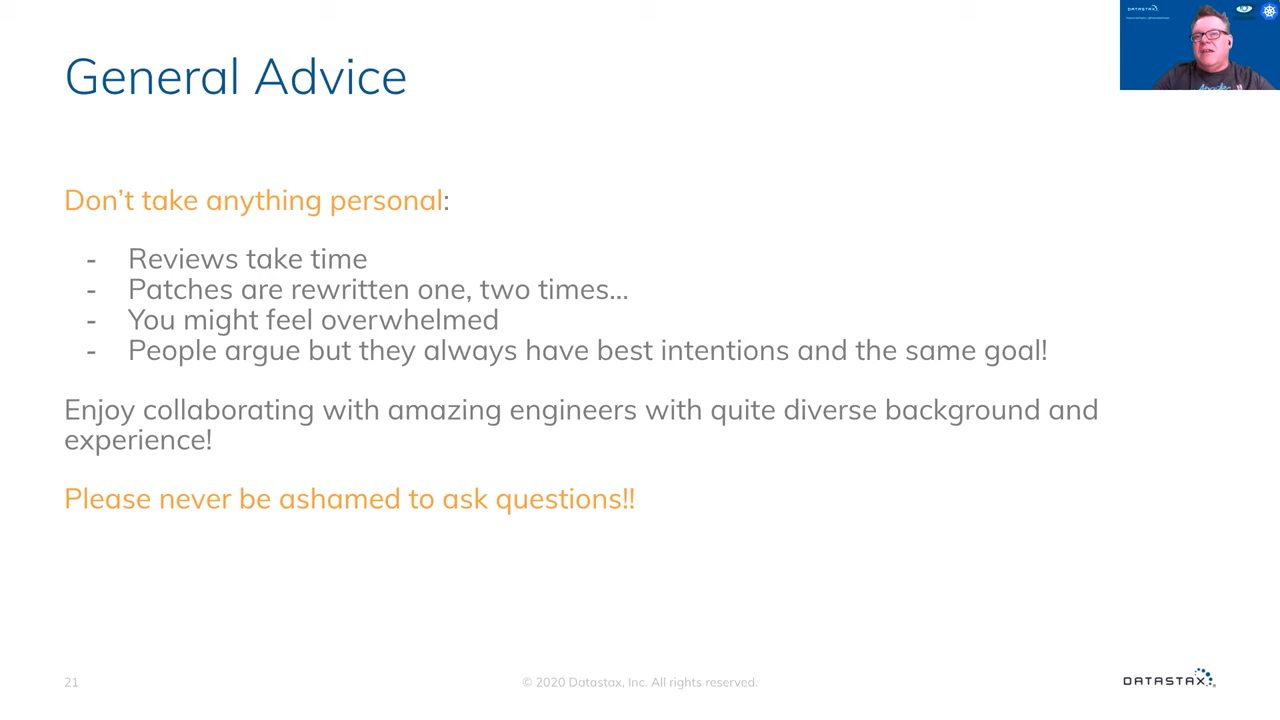 DATASTAX
General Advice
Don’t take anything personal:
- Reviews take time
- Patches are rewritten one, two times...
- You might feel overwhelmed
- People argue but they always have best intentions and the same goal!
Enjoy collaborating with amazing engineers with quite diverse background and
experience!
Please never be ashamed to ask questions!!
21
© 2020 Datastax, Inc. All rights reserved.
DATASTAX